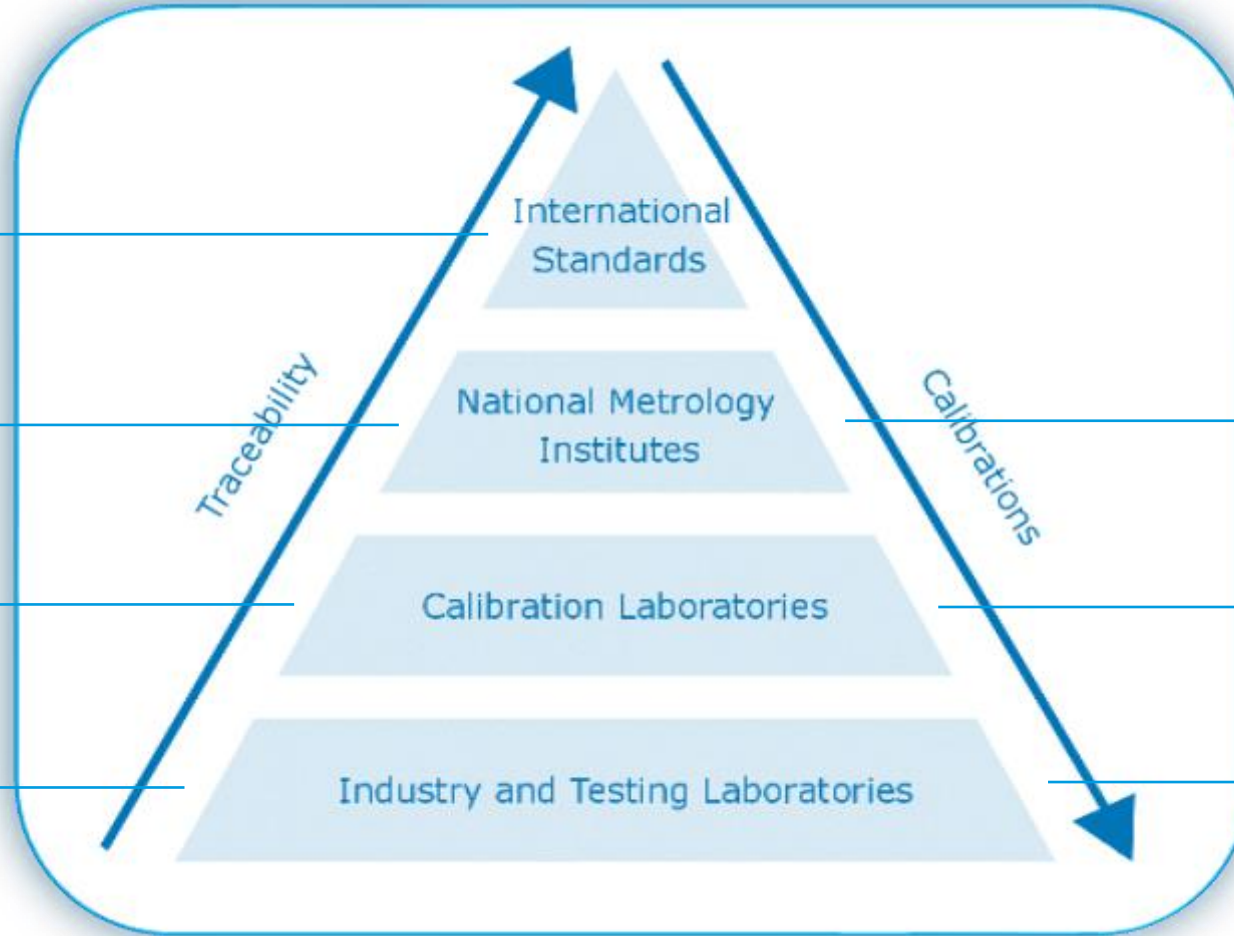 International
Standards
National Metrology
Institutes
Traceability
Calibrations
Calibration Laboratories
Industry and Testing Laboratories